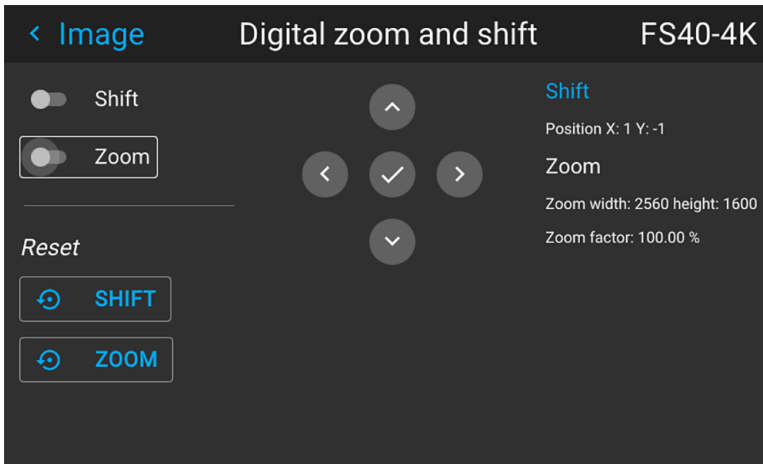 Image
Digital zoom and shift
FS40-4K
Shift
Zoom
Reset
SHIFT
ZOOM
Shift
Position X: 1 Y: -1
Zoom
Zoom width: 2560 height: 1600
Zoom factor: 100.00 %